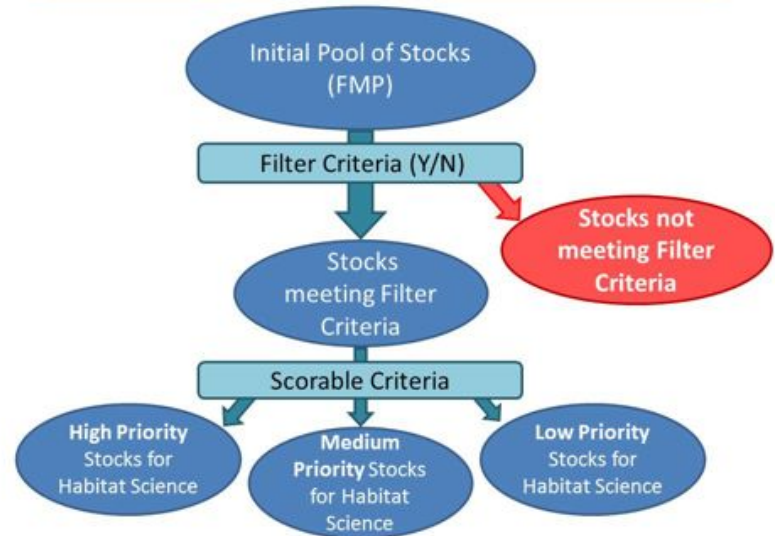 Initial Pool of Stocks
(FMP)
Filter Criteria (Y/N)
Stocks not
meeting Filter
Criteria
Stocks
meeting Filter
Criteria
Scorable Criteria
High Priority
Stocks for
Habitat Science
Medium
Priority Stocks
for Habitat
Science
Low Priority
Stocks for
Habitat Science